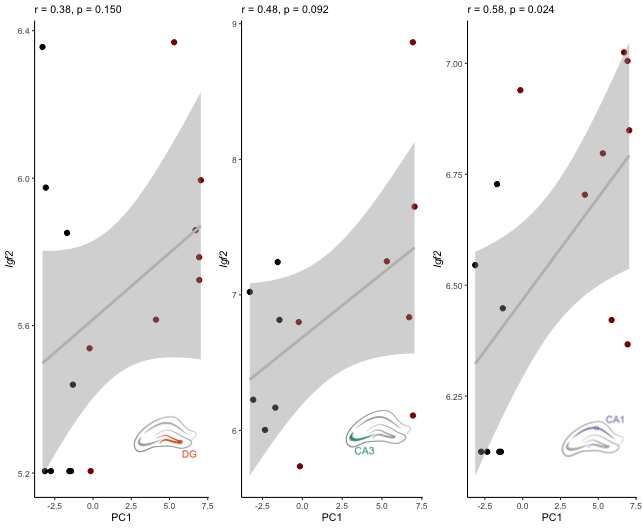 r = 0.38, p = 0.150
r = 0.48, p = 0.092
r = 0.58, p = 0.024
6.4
6.0
5.6
5.2
Igf2
-2.5
0.0
2.5
5.0
7.5
PC1
DG
9
8
7
6
Igf2
-2.5
0.0
2.5
5.0
7.5
PC1
CA3
7.00
6.75
6.50
6.25
Igf2
-2.5
0.0
2.5
5.0
7.5
PC1
CA1